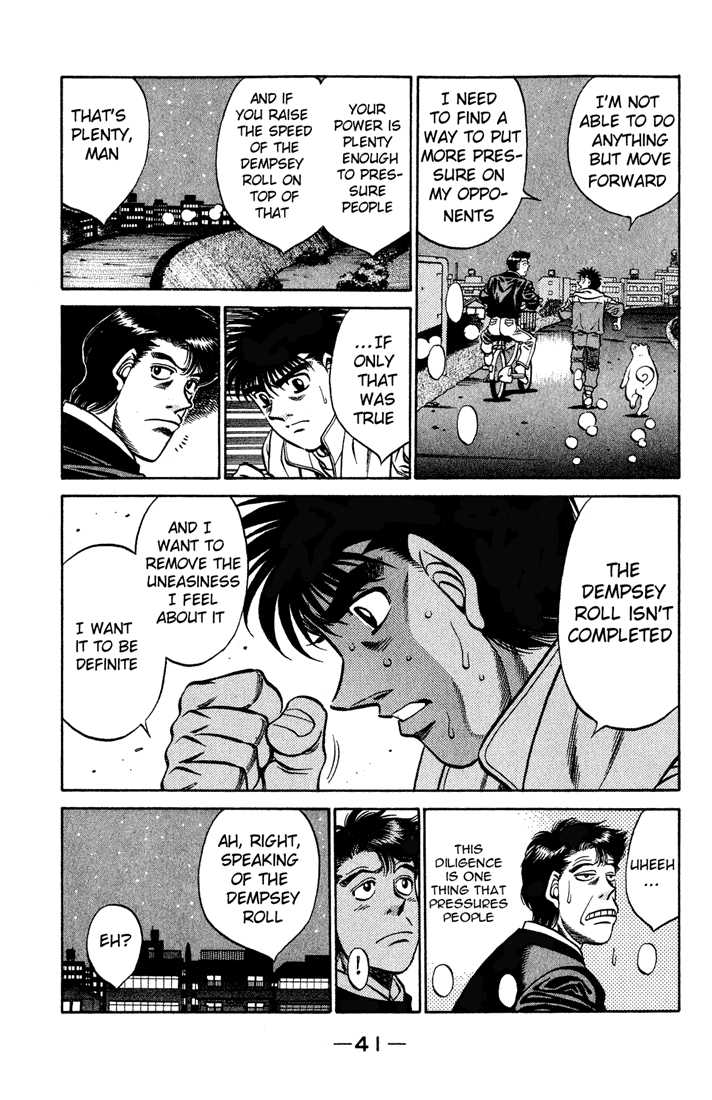 I'M NOT
ABLE TO DO
ANYTHING
BUT MOVE
FORWARD
I NEED
TO FIND A
WAY TO PUT
MORE PRES-
SURE ON
MY OPPO-
NENTS
YOUR
POWER IS
PLENTY
ENOUGH
TO PRES-
SURE
PEOPLE
AND IF
YOU RAISE
THE SPEED
OF THE
DEMPSEY
ROLL ON
TOP OF
THAT
THAT'S
PLENTY,
MAN
...IF
ONLY
THAT
WAS
TRUE
THE
DEMPSEY
ROLL ISN'T
COMPLETED
AND I
WANT TO
REMOVE THE
UNEASINESS
I FEEL
ABOUT IT
I WANT
IT TO BE
DEFINITE
UHEEH
...
THIS
DILIGENCE
IS ONE
THING THAT
PRESSURES
PEOPLE
!
AH, RIGHT,
SPEAKING
OF THE
DEMPSEY
ROLL
EH?
—41—